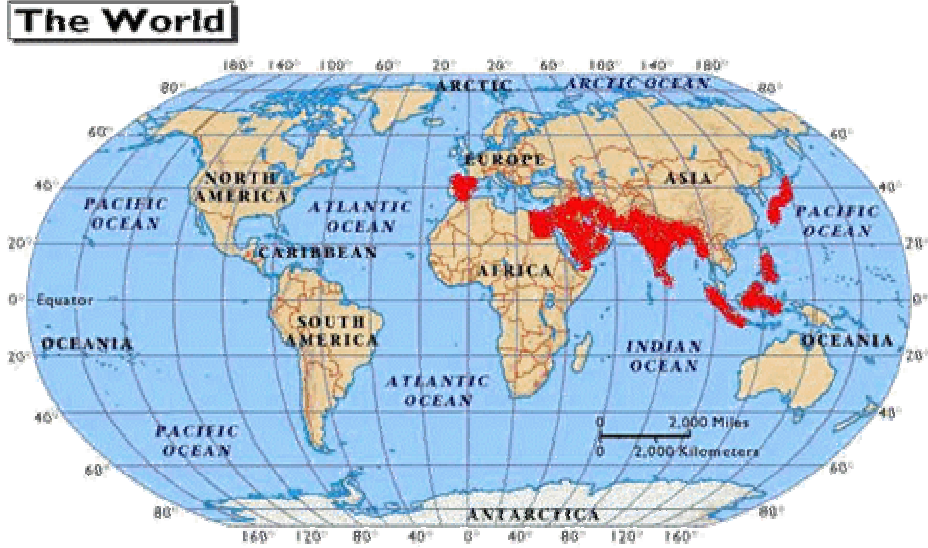 The World
160° 140° 100° 60° 20° 20° 60° 100° 140° 180°
ARCTIC
ARCTIC OCEAN
80° 80°
60° 60°
EUROPE
NORTH
AMERICA
ASIA
40° 40°
PACIFIC
OCEAN
ATLANTIC
OCEAN
PACIFIC
OCEAN
20° 20°
CARIBBEAN
AFRICA
0° Equator 0°
SOUTH
AMERICA
OCEANIA
OCEANIA
INDIAN
OCEAN
20° 20°
ATLANTIC
OCEAN
40° 40°
0 2,000 Miles
0 2,000 Kilometers
PACIFIC
OCEAN
60° 60°
80° 80°
ANTARCTICA
160° 120° 80° 40° 0° 40° 80° 120° 160°